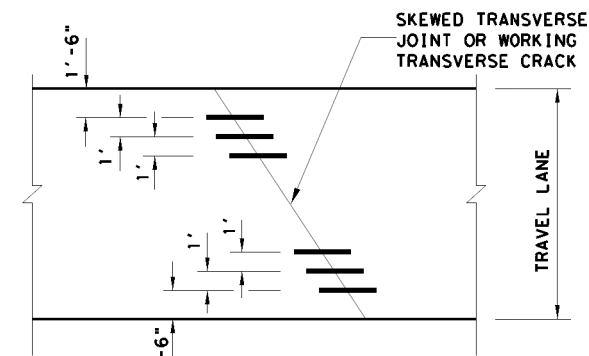 SKEWED TRANSVERSE
JOINT OR WORKING
TRANSVERSE CRACK
1'-6"
1'
1'
TRAVEL LANE
1'
1'
-6"